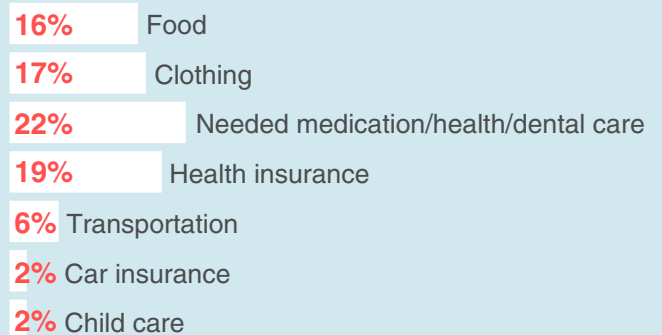 16% Food
17% Clothing
22% Needed medication/health/dental care
19% Health insurance
6% Transportation
2% Car insurance
2% Child care